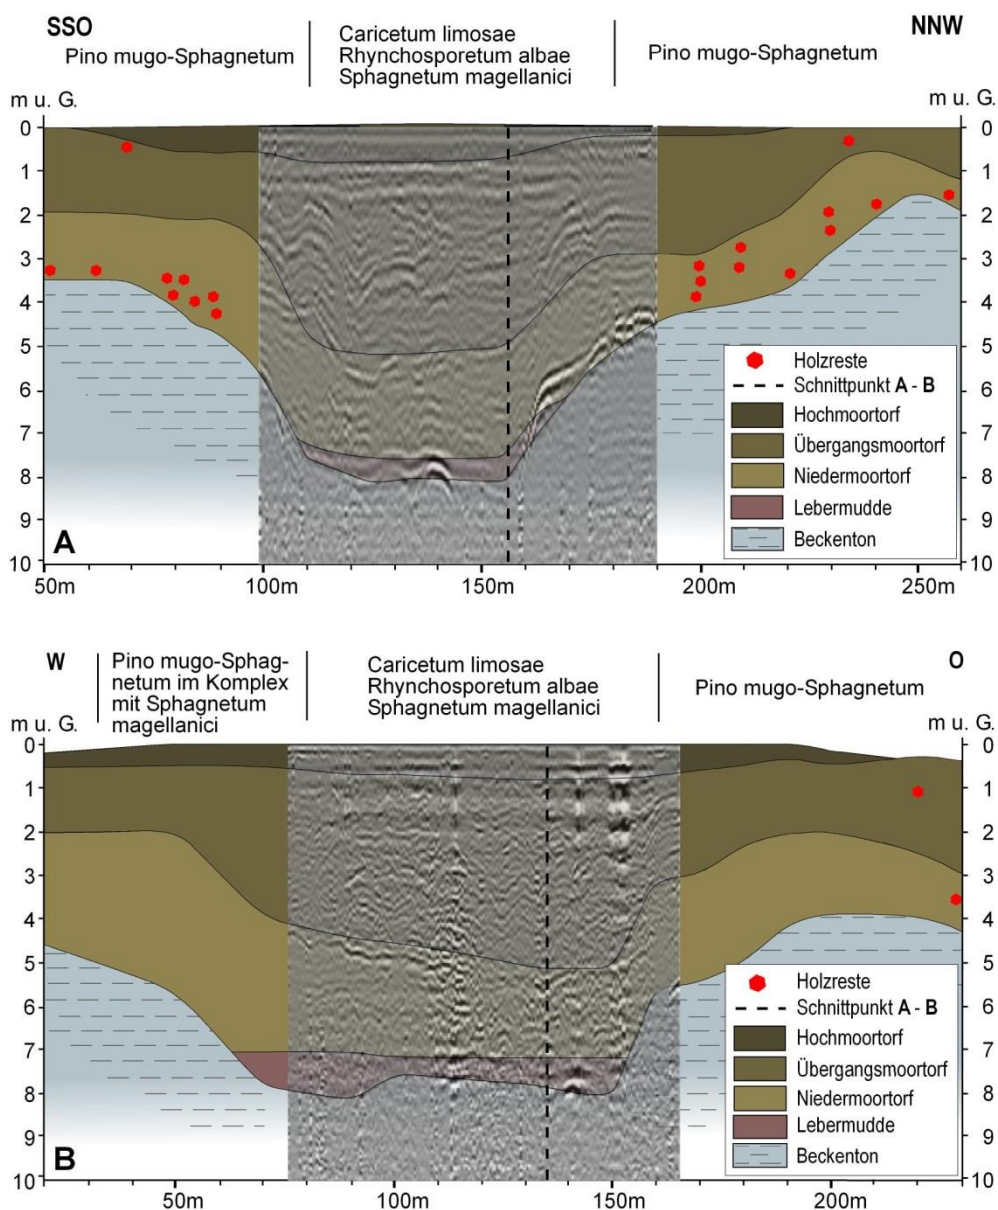 SSO
NNW
Pino mugo-Sphagnetum
Caricetum limosae
Rhynchosporetum albae
Sphagnetum magellanici
Pino mugo-Sphagnetum
m u. G.
m u. G.
0
1
2
3
4
5
6
7
8
9
10
0
1
2
3
4
5
6
7
8
9
10
Holzreste
Schnittpunkt A - B
Hochmoortorf
Übergangsmoortorf
Niedermoortorf
Lebermudde
Beckenton
A
50m
100m
150m
200m
250m
W
O
Pino mugo-Sphag-
netum im Komplex
mit Sphagnetum
magellanici
Caricetum limosae
Rhynchosporetum albae
Sphagnetum magellanici
Pino mugo-Sphagnetum
m u. G.
m u. G.
0
1
2
3
4
5
6
7
8
9
10
0
1
2
3
4
5
6
7
8
9
10
Holzreste
Schnittpunkt A - B
Hochmoortorf
Übergangsmoortorf
Niedermoortorf
Lebermudde
Beckenton
B
50m
100m
150m
200m